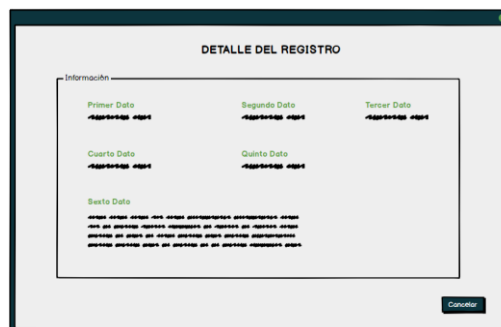 DETALLE DEL REGISTRO
Información
Primer Dato
Segundo Dato
Tercer Dato
Cuarto Dato
Quinto Dato
Sexto Dato
Cancelar